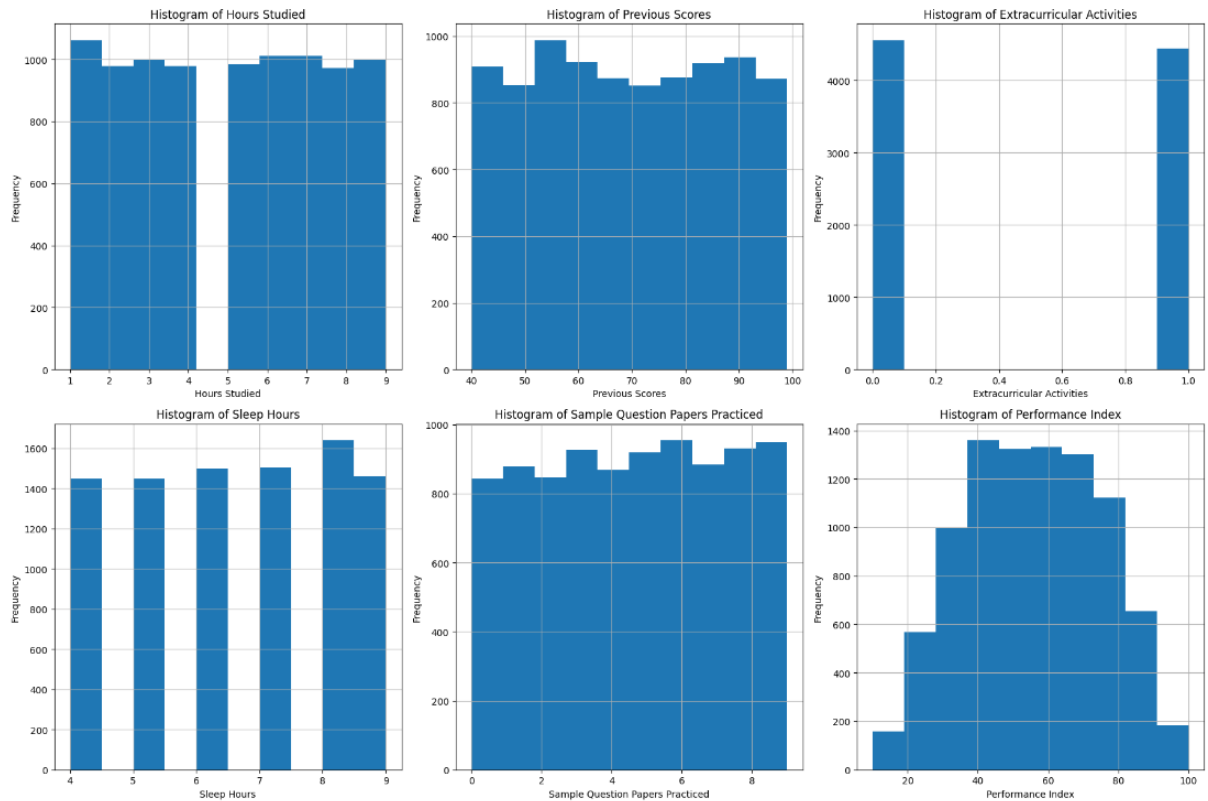 Histogram of Hours Studied
Frequency
1000
800
600
400
200
0
1 2 3 4 5 6 7 8 9
Hours Studied
Histogram of Previous Scores
Frequency
1000
800
600
400
200
0
40 50 60 70 80 90 100
Previous Scores
Histogram of Extracurricular Activities
Frequency
4000
3000
2000
1000
0
0.0 0.2 0.4 0.6 0.8 1.0
Extracurricular Activities
Histogram of Sleep Hours
Frequency
1600
1400
1200
1000
800
600
400
200
0
4 5 6 7 8 9
Sleep Hours
Histogram of Sample Question Papers Practiced
Frequency
1000
800
600
400
200
0
0 2 4 6 8
Sample Question Papers Practiced
Histogram of Performance Index
Frequency
1400
1200
1000
800
600
400
200
0
20 40 60 80 100
Performance Index